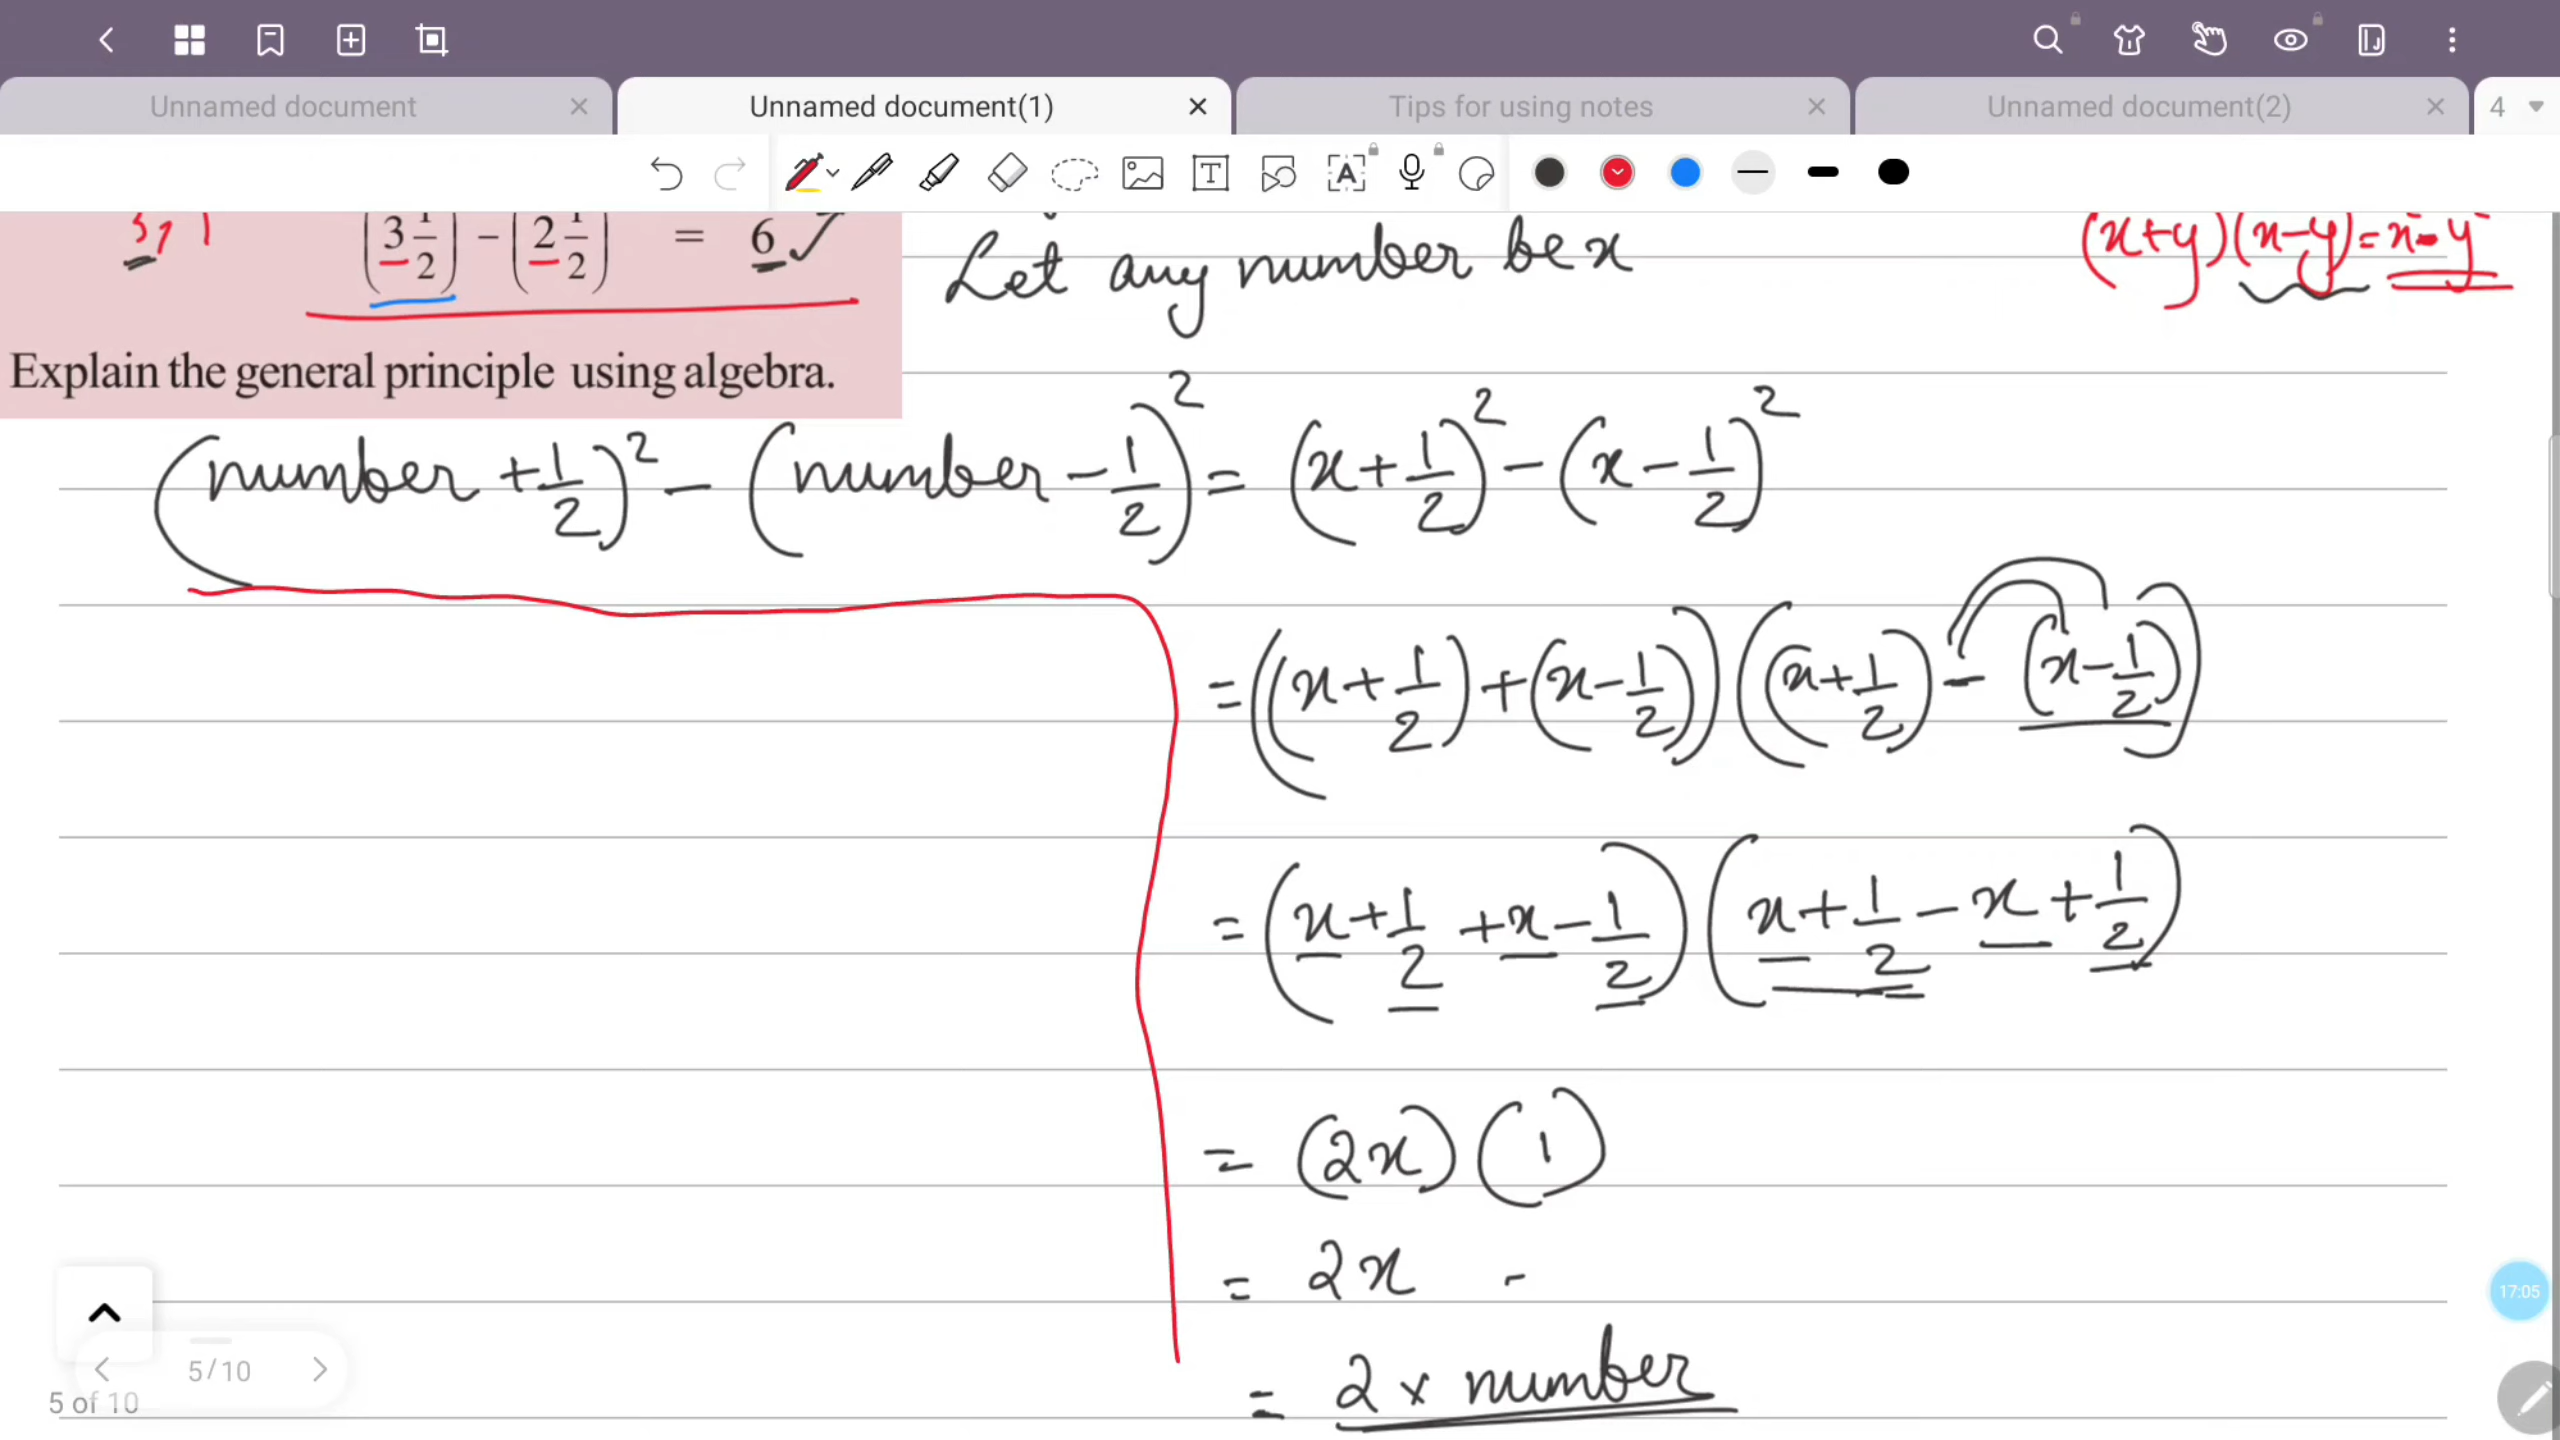 Unnamed document
Unnamed document(1)
Tips for using notes
Unnamed document(2)
4
(3 1/2) - (2 1/2) = 6
Let any number be x
(x+y)(x-y)=x²-y²
Explain the general principle using algebra.
(number + 1/2)² - (number - 1/2)² = (x + 1/2)² - (x - 1/2)²
= ((x + 1/2) + (x - 1/2)) ((x + 1/2) - (x - 1/2))
= (x + 1/2 + x - 1/2) (x + 1/2 - x + 1/2)
= (2x) (1)
= 2x -
= 2 × number
17:05
5/10
5 of 10